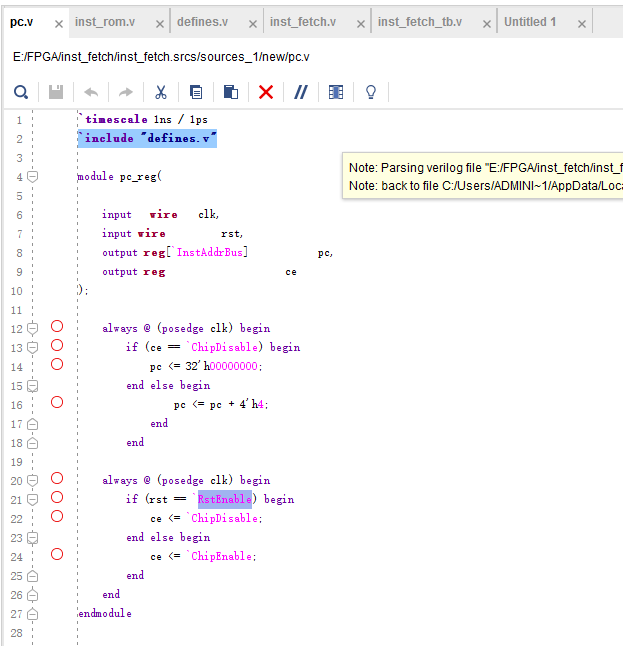 pc.v inst_rom.v defines.v inst_fetch.v inst_fetch_tb.v Untitled 1
E:/FPGA/inst_fetch/inst_fetch.srcs/sources_1/new/pc.v
1 `timescale 1ns / 1ps
2 `include "defines.v"
3
Note: Parsing verilog file "E:/FPGA/inst_fetch/inst_f
4 module pc_reg(
Note: back to file C:/Users/ADMINI~1/AppData/Loca
5
6 input wire clk,
7 input wire rst,
8 output reg[`InstAddrBus] pc,
9 output reg ce
10 );
11
12 always @ (posedge clk) begin
13 if (ce == `ChipDisable) begin
14 pc <= 32'h00000000;
15 end else begin
16 pc <= pc + 4'h4;
17 end
18 end
19
20 always @ (posedge clk) begin
21 if (rst == `RstEnable) begin
22 ce <= `ChipDisable;
23 end else begin
24 ce <= `ChipEnable;
25 end
26 end
27 endmodule
28